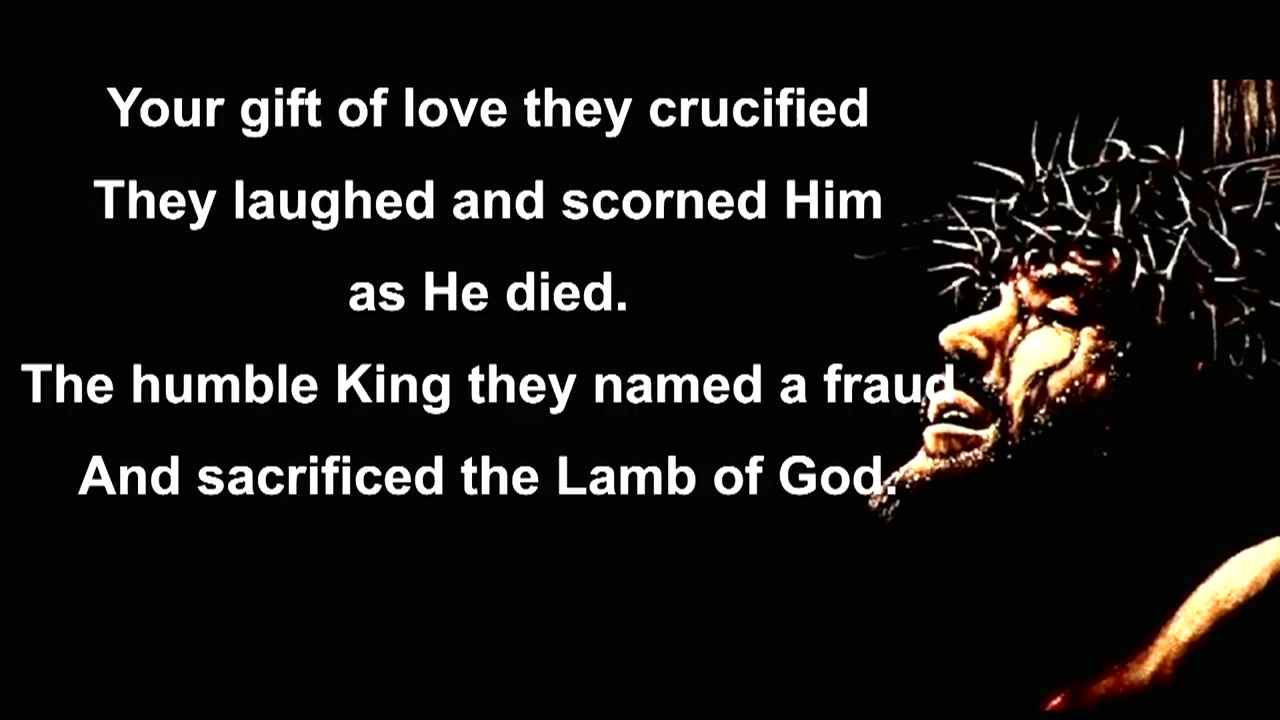 Your gift of love they crucified
They laughed and scorned Him
as He died.
The humble King they named a fraud
And sacrificed the Lamb of God.